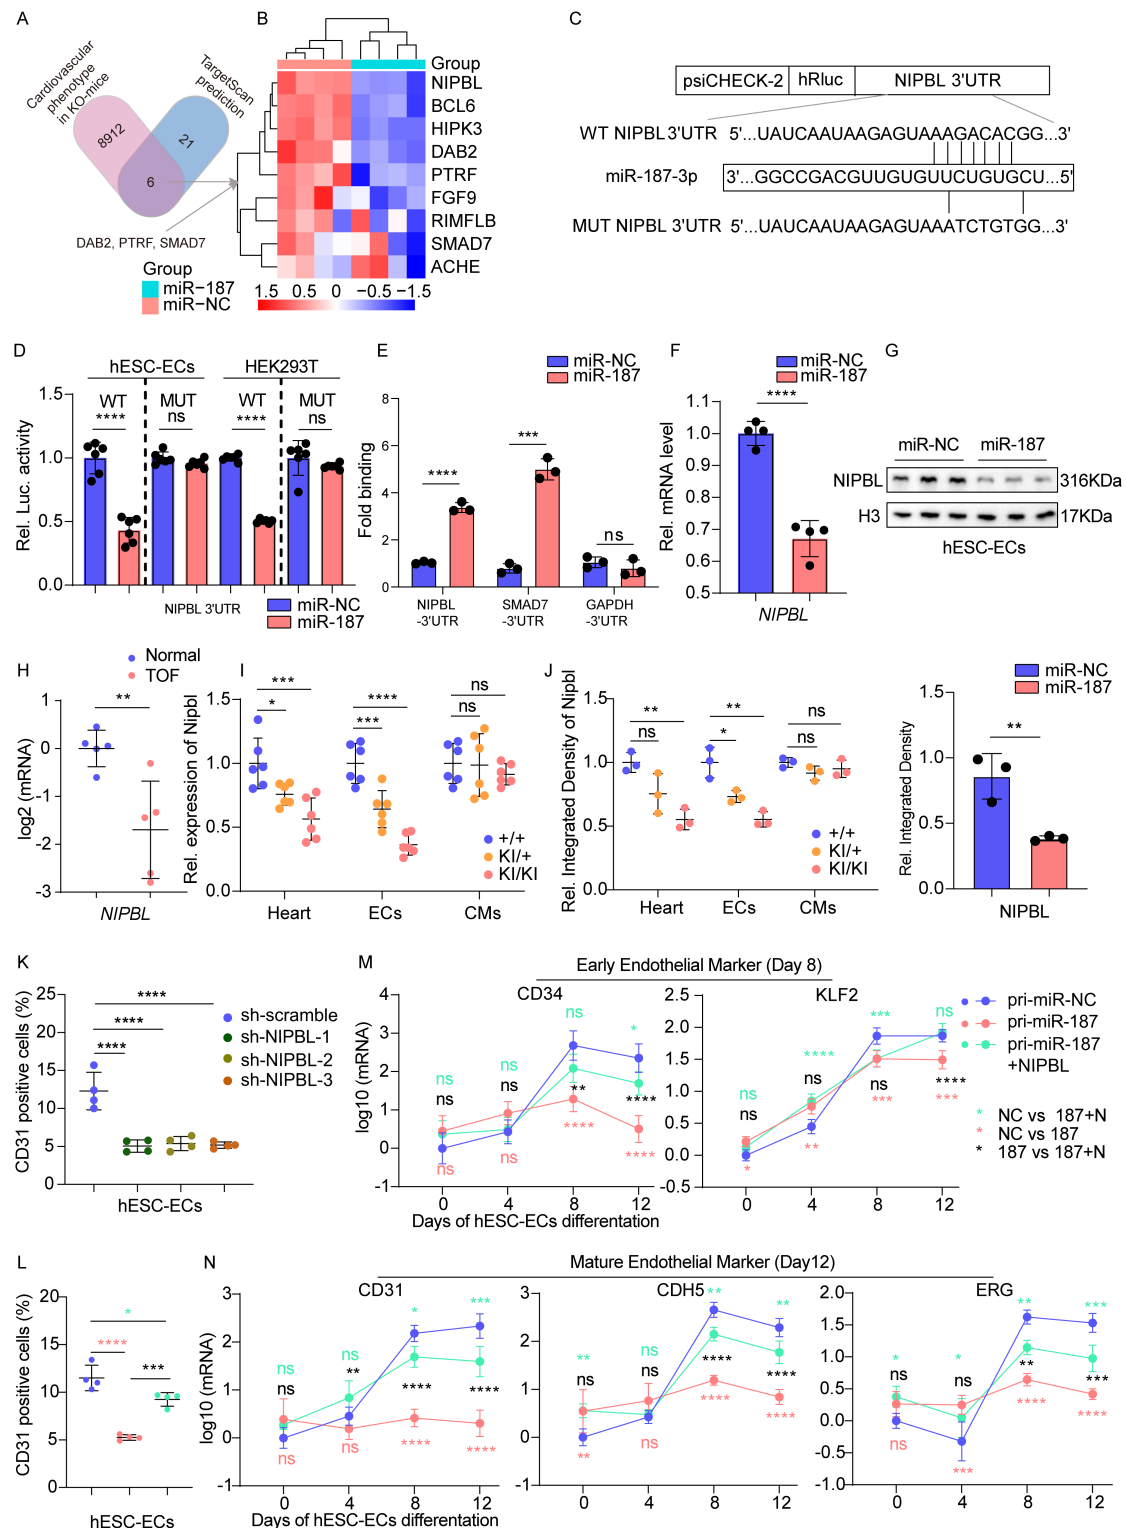 A
Cardiovascular
phenotype
in KO-mice
TargetScan
prediction
8912
21
6
DAB2, PTRF, SMAD7
B
Group
NIPBL
BCL6
HIPK3
DAB2
PTRF
FGF9
RIMFLB
SMAD7
ACHE
Group
miR−187
miR−NC
1.5 0.5 0 −0.5 −1.5
C
psiCHECK-2 hRluc NIPBL 3'UTR
WT NIPBL 3'UTR 5'...UAUCAAUAAGAGUAAAGACACGG...3'
miR-187-3p 3'...GGCCGACGUUGUGUUCUGUGCU...5'
MUT NIPBL 3'UTR 5'...UAUCAAUAAGAGUAAATCTGTGG...3'
D
hESC-ECs HEK293T
WT MUT WT MUT
**** ns **** ns
Rel. Luc. activity
1.5
1.0
0.5
0.0
NIPBL 3'UTR
miR-NC
miR-187
E
miR-NC
miR-187
Fold binding
8
6
4
2
0
**** *** ns
NIPBL SMAD7 GAPDH
-3'UTR -3'UTR -3'UTR
F
miR-NC
miR-187
Rel. mRNA level
1.1
1.0
0.9
0.8
0.7
0.6
0.5
****
NIPBL
G
miR-NC miR-187
NIPBL 316KDa
H3 17KDa
hESC-ECs
H
Normal
TOF
log2 (mRNA)
1
0
-1
-2
-3
**
NIPBL
I
Rel. expression of Nipbl
1.5
1.0
0.5
0.0
*** **** ns
* *** ns
+/+
KI/+
KI/KI
Heart ECs CMs
J
Rel. Integrated Density of Nipbl
1.5
1.0
0.5
0.0
** ** ns
ns * ns
+/+
KI/+
KI/KI
Heart ECs CMs
miR-NC
miR-187
Rel. Integrated Density
1.5
1.0
0.5
0.0
**
NIPBL
K
CD31 positive cells (%)
25
20
15
10
5
0
****
****
****
sh-scramble
sh-NIPBL-1
sh-NIPBL-2
sh-NIPBL-3
hESC-ECs
M
Early Endothelial Marker (Day 8)
CD34
log10 (mRNA)
4
3
2
1
0
-1
ns ns ns *
ns ns ** ****
ns ns **** ****
0 4 8 12
Days of hESC-ECs differentation
KLF2
2.5
2.0
1.5
1.0
0.5
0.0
-0.5
ns **** *** ns
ns ns ns ****
* ** *** ***
0 4 8 12
pri-miR-NC
pri-miR-187
pri-miR-187
+NIPBL
* NC vs 187+N
* NC vs 187
* 187 vs 187+N
L
CD31 positive cells (%)
20
15
10
5
0
*
**** ***
hESC-ECs
N
Mature Endothelial Marker (Day12)
CD31
log10 (mRNA)
3
2
1
0
-1
ns ns * ***
ns ** **** ****
ns ns **** ****
0 4 8 12
Days of hESC-ECs differentation
CDH5
3
2
1
0
-1
** ns ** **
ns ns **** ****
** ns **** ****
0 4 8 12
ERG
2.0
1.5
1.0
0.5
0.0
-0.5
-1.0
* * ** ***
ns ns ** ***
ns *** **** ****
0 4 8 12